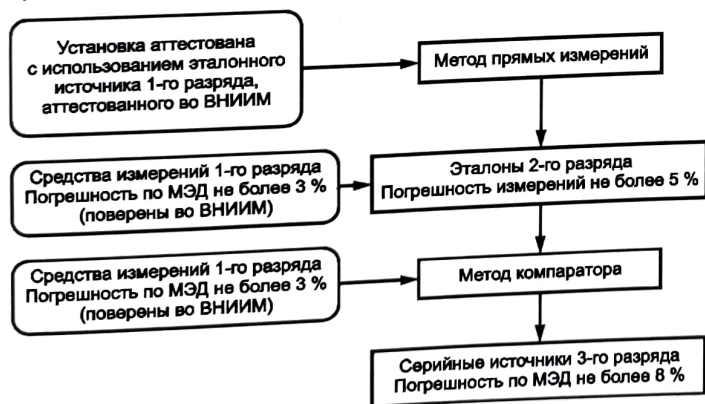 Установка аттестована
с использованием эталонного
источника 1-го разряда,
аттестованного во ВНИИМ
Метод прямых измерений
Средства измерений 1-го разряда
Погрешность по МЭД не более 3 %
(поверены во ВНИИМ)
Эталоны 2-го разряда
Погрешность измерений не более 5 %
Средства измерений 1-го разряда
Погрешность по МЭД не более 3 %
(поверены во ВНИИМ)
Метод компаратора
Серийные источники 3-го разряда
Погрешность по МЭД не более 8 %